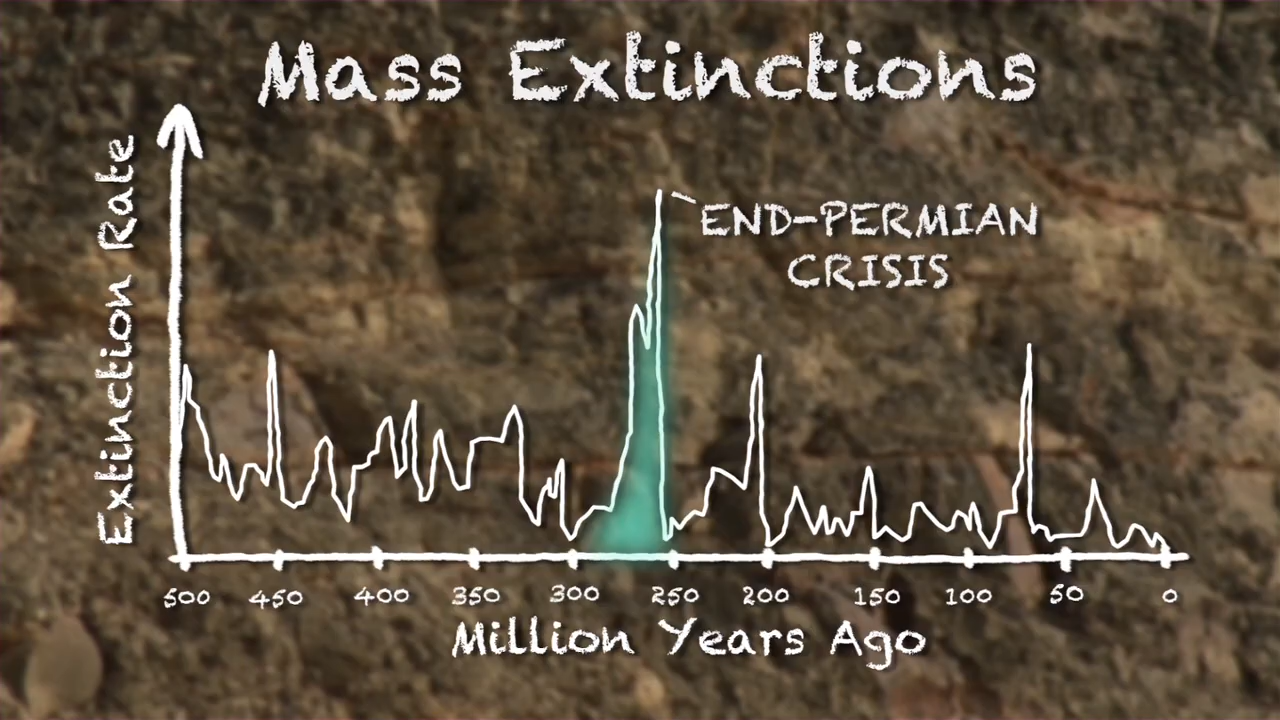 Mass Extinctions
Extinction Rate
END-PERMIAN
CRISIS
500 450 400 350 300 250 200 150 100 50 0
Million Years Ago